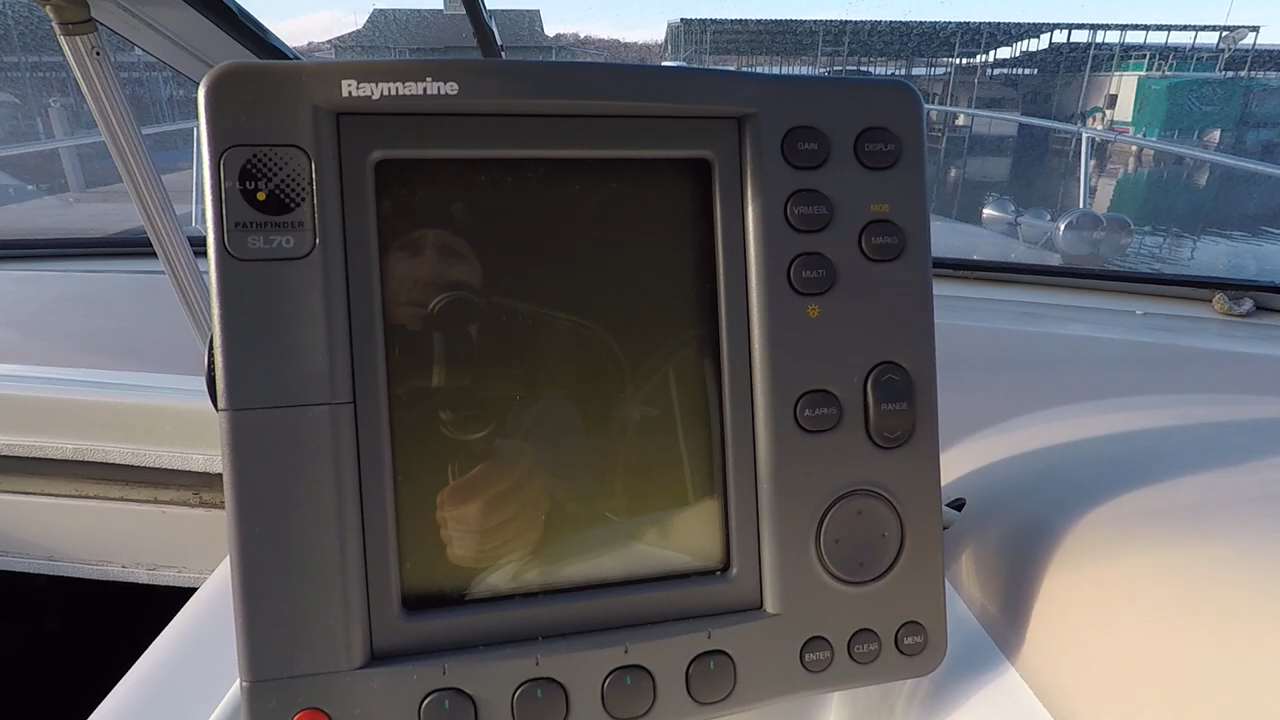 Raymarine
PLUS
PATHFINDER
SL70
GAIN
DISPLAY
VRM/EBL
MOB
MARKS
MULTI
ALARMS
RANGE
ENTER
CLEAR
MENU